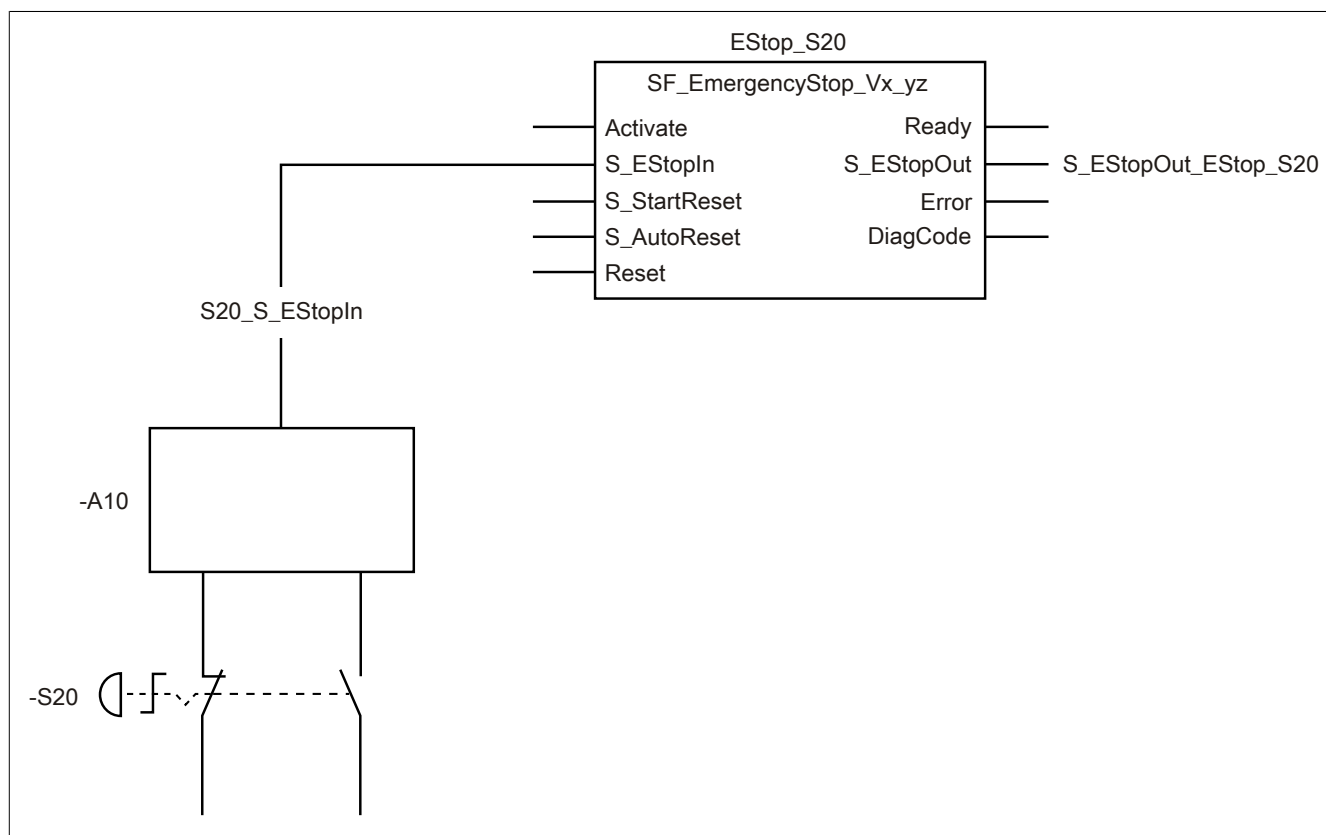 EStop_S20
SF_EmergencyStop_Vx_yz
Activate Ready
S_EStopIn S_EStopOut S_EStopOut_EStop_S20
S_StartReset Error
S_AutoReset DiagCode
Reset
S20_S_EStopIn
-A10
-S20